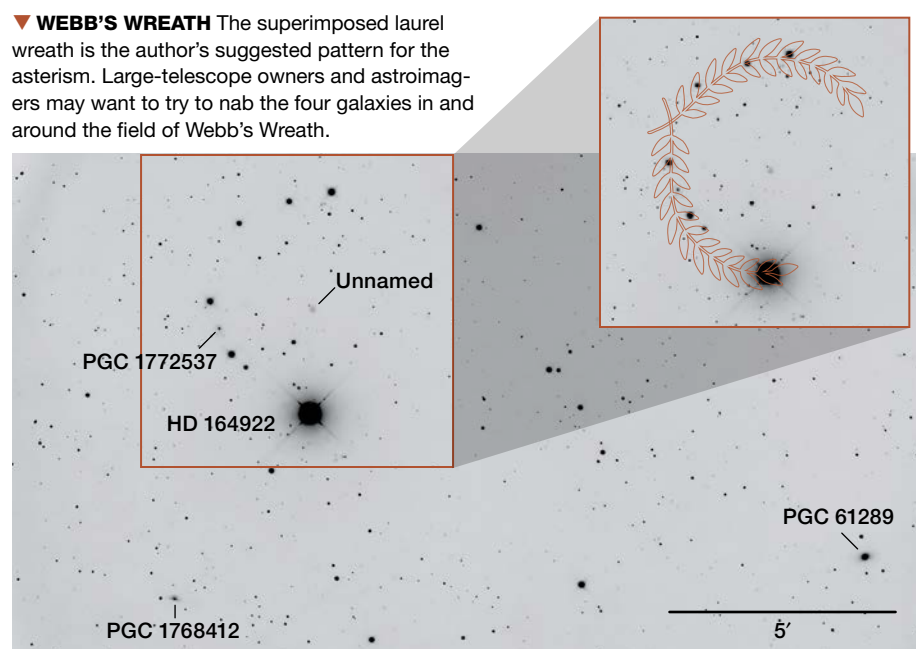 ▼ WEBB'S WREATH The superimposed laurel
wreath is the author's suggested pattern for the
asterism. Large-telescope owners and astroimag-
ers may want to try to nab the four galaxies in and
around the field of Webb's Wreath.
Unnamed
PGC 1772537
HD 164922
PGC 61289
PGC 1768412
5′